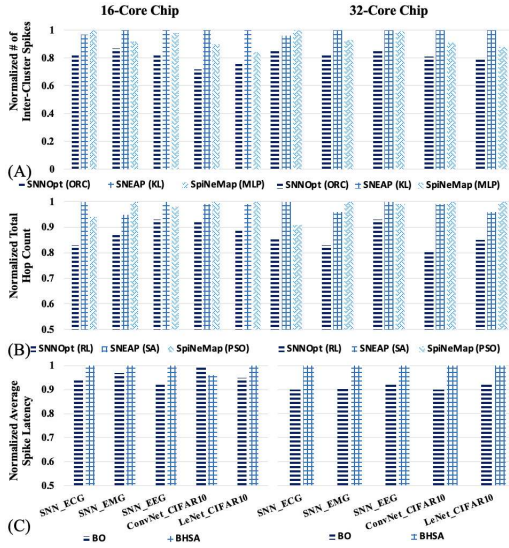 16-Core Chip
32-Core Chip
Normalized # of
Inter-Cluster Spikes
1
0.8
0.6
0.4
0.2
0
(A)
SNNOpt (ORC) SNEAP (KL) SpiNeMap (MLP) SNNOpt (ORC) SNEAP (KL) SpiNeMap (MLP)
Normalized Total
Hop Count
1
0.9
0.8
0.7
0.6
0.5
(B)
SNNOpt (RL) SNEAP (SA) SpiNeMap (PSO) SNNOpt (RL) SNEAP (SA) SpiNeMap (PSO)
Normalized Average
Spike Latency
1
0.9
0.8
0.7
0.6
0.5
SNN_ECG
SNN_EMG
SNN_EEG
ConvNet_CIFAR10
LeNet_CIFAR10
SNN_ECG
SNN_EMG
SNN_EEG
ConvNet_CIFAR10
LeNet_CIFAR10
(C)
BO BHSA BO BHSA